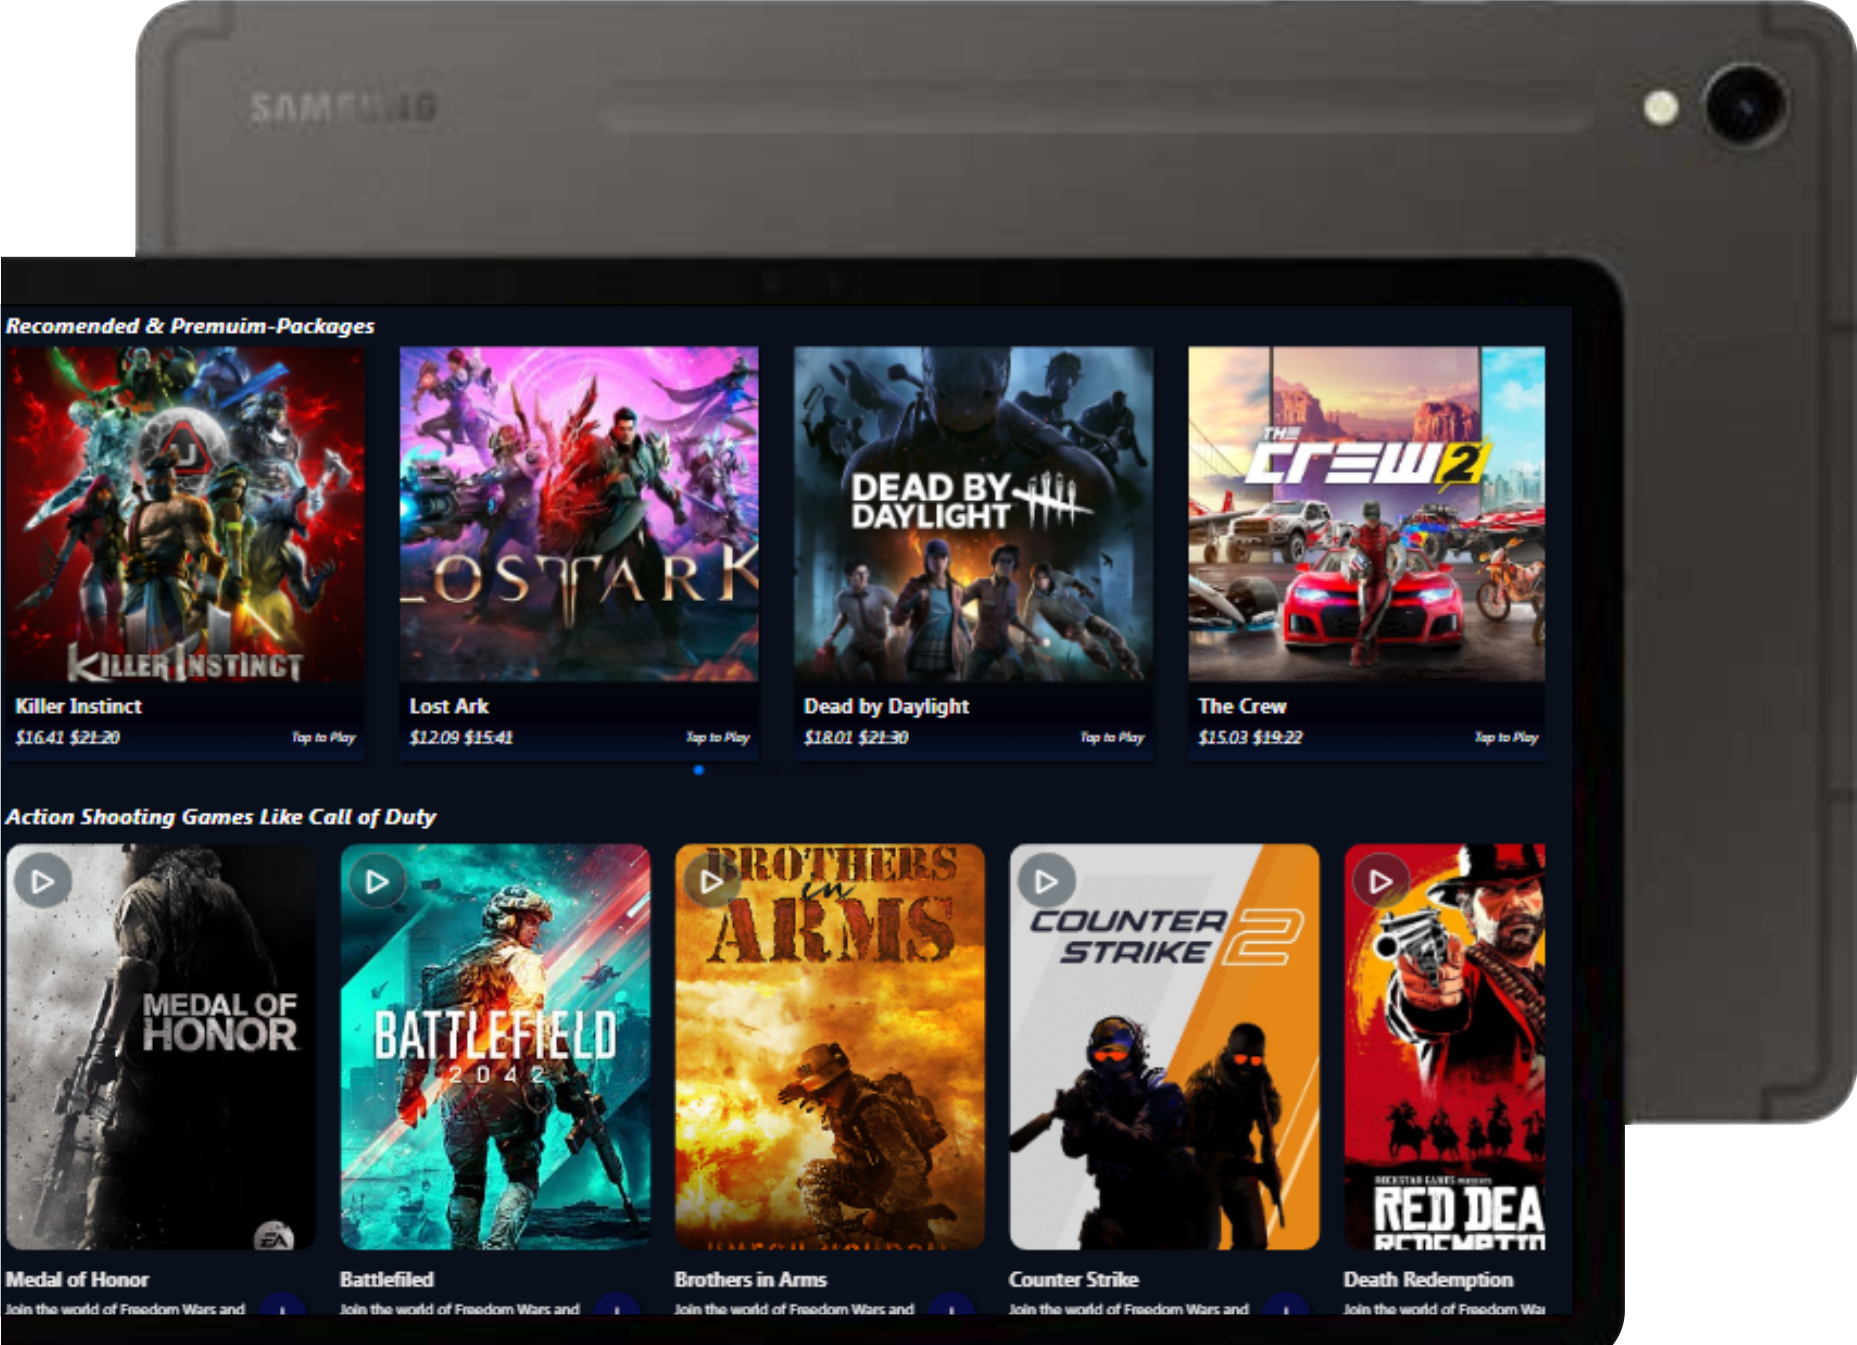 SAMSUNG
Recomended & Premuim-Packages
KILLER INSTINCT
LOST ARK
DEAD BY
DAYLIGHT
THE
CREW 2
Killer Instinct
Lost Ark
Dead by Daylight
The Crew
$16.41 $21.20 Tap to Play
$12.09 $15.41 Tap to Play
$18.01 $21.30 Tap to Play
$15.03 $19.22 Tap to Play
Action Shooting Games Like Call of Duty
MEDAL OF
HONOR
EA
BATTLEFIELD
2042
BROTHERS
in
ARMS
COUNTER
STRIKE 2
ROCKSTAR GAMES PRESENTS
RED DEA
REDEMPTIO
Medal of Honor
Battlefiled
Brothers in Arms
Counter Strike
Death Redemption
Join the world of Freedom Wars and
Join the world of Freedom Wars and
Join the world of Freedom Wars and
Join the world of Freedom Wars and
Join the world of Freedom Wa